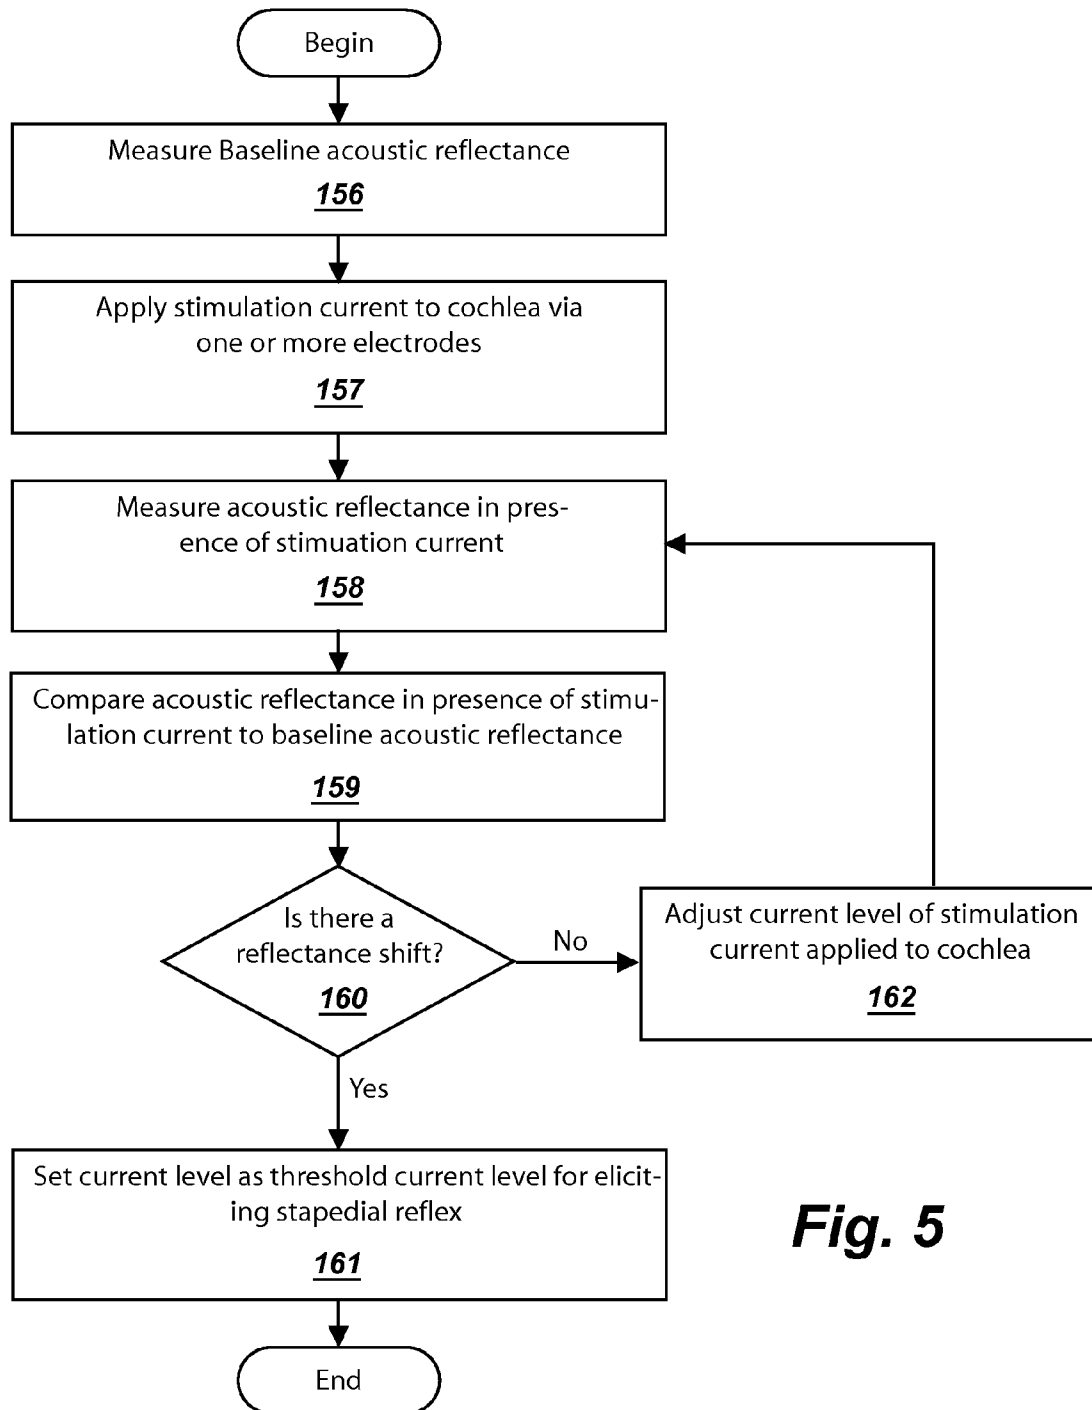 Begin
Measure Baseline acoustic reflectance
156
Apply stimulation current to cochlea via
one or more electrodes
157
Measure acoustic reflectance in pres-
ence of stimuation current
158
Compare acoustic reflectance in presence of stimu-
lation current to baseline acoustic reflectance
159
Is there a
reflectance shift?
160
No
Adjust current level of stimulation
current applied to cochlea
162
Yes
Set current level as threshold current level for elicit-
ing stapedial reflex
161
End
Fig. 5